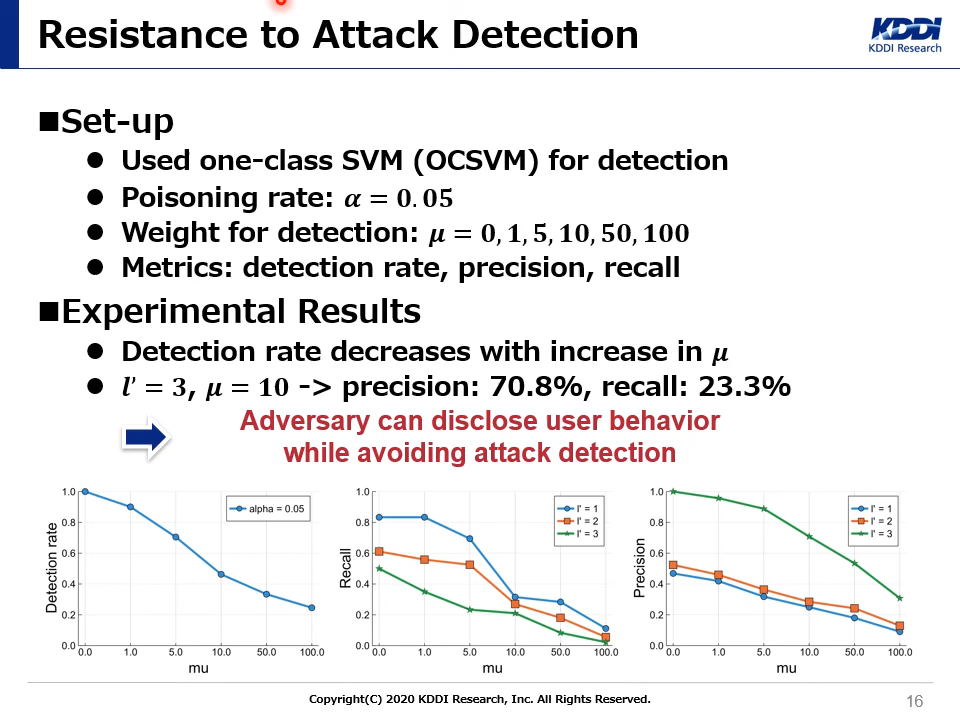 Resistance to Attack Detection
KDDI
KDDI Research
■Set-up
● Used one-class SVM (OCSVM) for detection
● Poisoning rate: α = 0.05
● Weight for detection: μ = 0, 1, 5, 10, 50, 100
● Metrics: detection rate, precision, recall
■Experimental Results
● Detection rate decreases with increase in μ
● l' = 3, μ = 10 -> precision: 70.8%, recall: 23.3%
Adversary can disclose user behavior
while avoiding attack detection
Detection rate
1.0
0.8
0.6
0.4
0.2
0.0
alpha = 0.05
0.0 1.0 5.0 10.0 50.0 100.0
mu
Recall
1.0
0.8
0.6
0.4
0.2
0.0
l' = 1
l' = 2
l' = 3
0.0 1.0 5.0 10.0 50.0 100.0
mu
Precision
1.0
0.8
0.6
0.4
0.2
0.0
l' = 1
l' = 2
l' = 3
0.0 1.0 5.0 10.0 50.0 100.0
mu
Copyright(C) 2020 KDDI Research, Inc. All Rights Reserved.
16